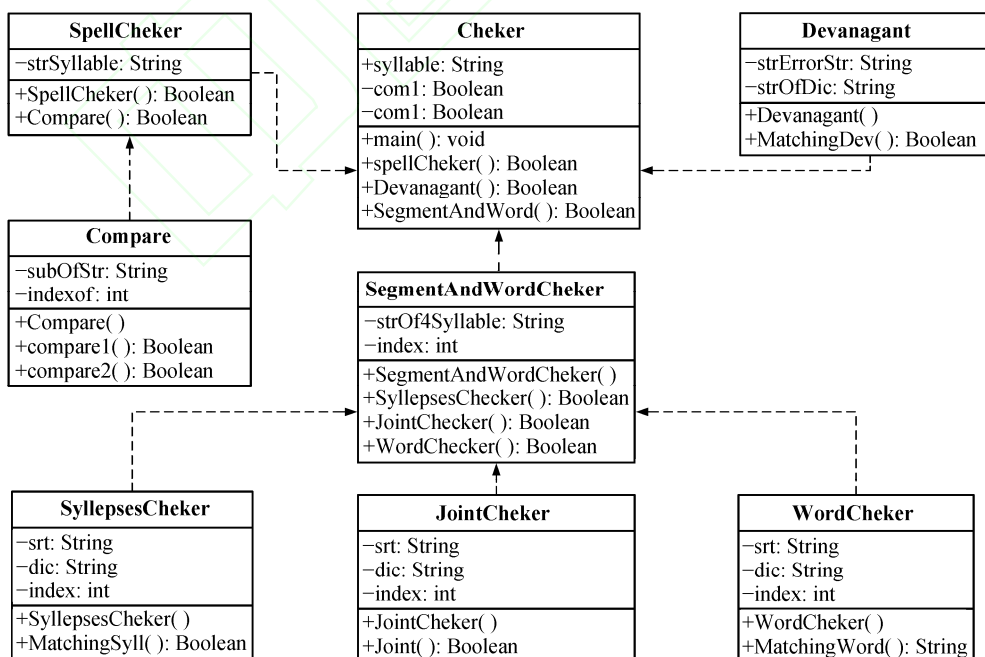 SpellCheker
−strSyllable: String
+SpellCheker( ): Boolean
+Compare( ): Boolean
Cheker
+syllable: String
−com1: Boolean
−com1: Boolean
+main( ): void
+spellCheker( ): Boolean
+Devanagant( ): Boolean
+SegmentAndWord( ): Boolean
Devanagant
−strErrorStr: String
−strOfDic: String
+Devanagant( )
+MatchingDev( ): Boolean
Compare
−subOfStr: String
−indexof: int
+Compare( )
+compare1( ): Boolean
+compare2( ): Boolean
SegmentAndWordCheker
−strOf4Syllable: String
−index: int
+SegmentAndWordCheker( )
+SyllepsesChecker( ): Boolean
+JointChecker( ): Boolean
+WordChecker( ): Boolean
SyllepsesCheker
−srt: String
−dic: String
−index: int
+SyllepsesCheker( )
+MatchingSyll( ): Boolean
JointCheker
−srt: String
−dic: String
−index: int
+JointCheker( )
+Joint( ): Boolean
WordCheker
−srt: String
−dic: String
−index: int
+WordCheker( )
+MatchingWord( ): String